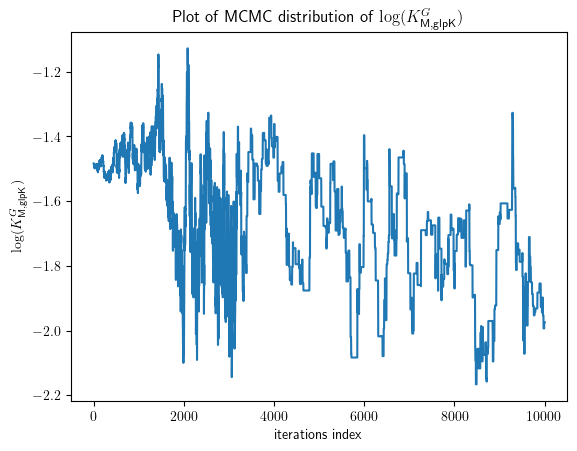 Plot of MCMC distribution of log(K^G_M,glpK)
log(K^G_M,glpK)
−1.2
−1.4
−1.6
−1.8
−2.0
−2.2
0 2000 4000 6000 8000 10000
iterations index